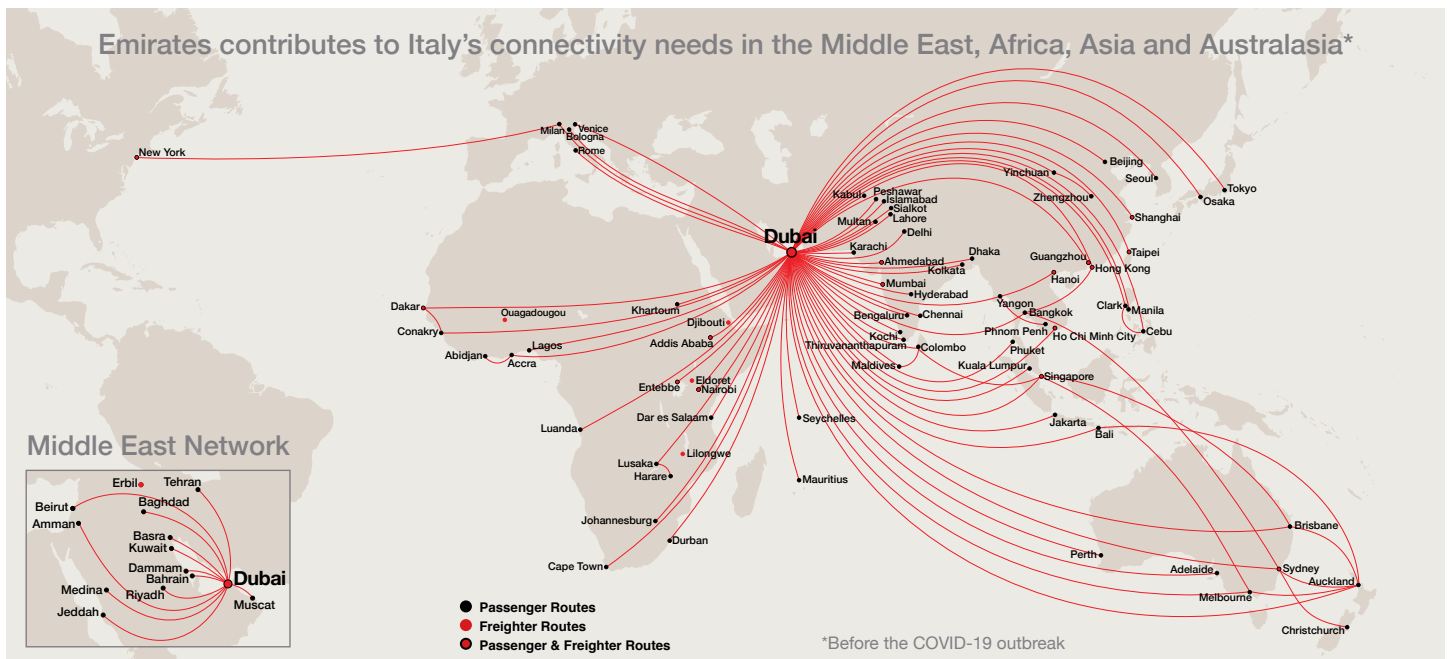 Emirates contributes to Italy’s connectivity needs in the Middle East, Africa, Asia and Australasia*
New York
Milan
Venice
Bologna
Rome
Dubai
Kabul
Peshawar
Islamabad
Sialkot
Multan
Lahore
Delhi
Karachi
Ahmedabad
Dhaka
Kolkata
Mumbai
Hyderabad
Bengaluru
Chennai
Kochi
Thiruvananthapuram
Colombo
Maldives
Beijing
Yinchuan
Seoul
Tokyo
Osaka
Zhengzhou
Shanghai
Guangzhou
Taipei
Hong Kong
Hanoi
Yangon
Bangkok
Clark
Manila
Phnom Penh
Ho Chi Minh City
Cebu
Phuket
Kuala Lumpur
Singapore
Jakarta
Bali
Dakar
Ouagadougou
Khartoum
Conakry
Djibouti
Addis Ababa
Abidjan
Accra
Lagos
Entebbe
Eldoret
Nairobi
Luanda
Dar es Salaam
Seychelles
Lusaka
Lilongwe
Harare
Mauritius
Johannesburg
Durban
Cape Town
Brisbane
Perth
Adelaide
Sydney
Auckland
Melbourne
Christchurch
Middle East Network
Erbil
Tehran
Beirut
Baghdad
Amman
Basra
Kuwait
Dammam
Bahrain
Dubai
Medina
Riyadh
Muscat
Jeddah
Passenger Routes
Freighter Routes
Passenger & Freighter Routes
*Before the COVID-19 outbreak